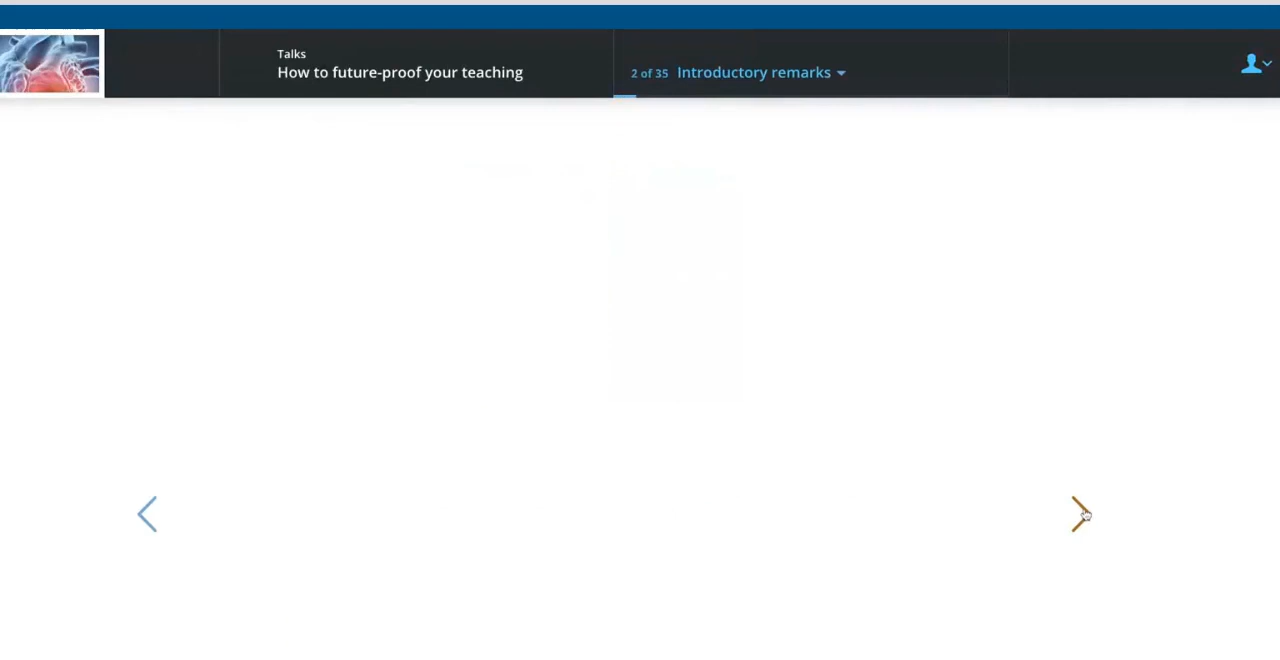 Talks
How to future-proof your teaching
2 of 35 Introductory remarks